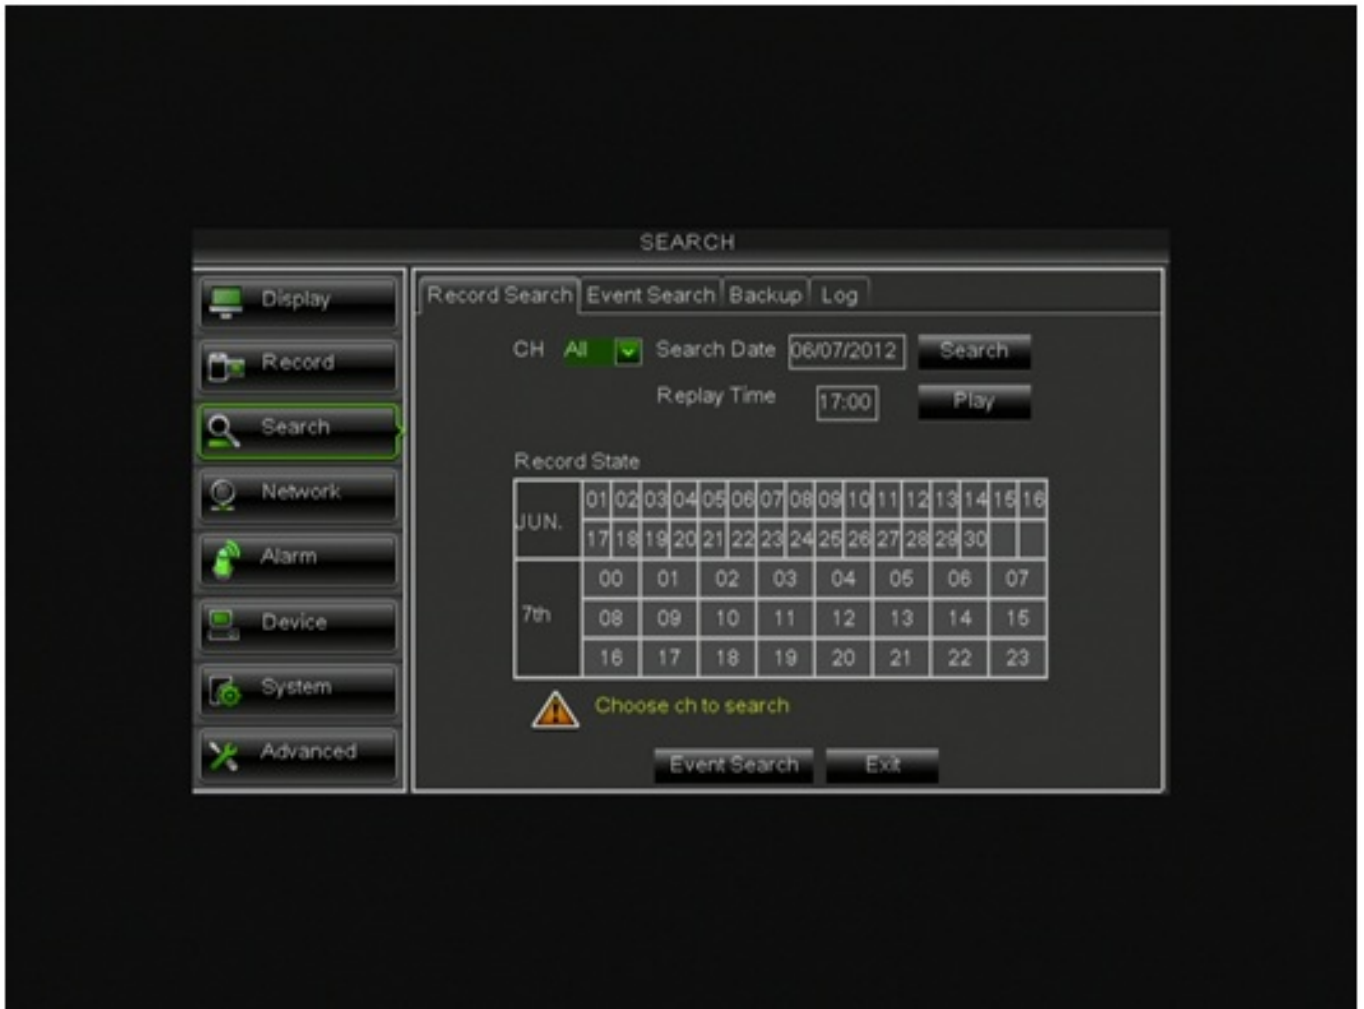 SEARCH
Display
Record
Search
Network
Alarm
Device
System
Advanced
Record Search Event Search Backup Log
CH All Search Date 06/07/2012 Search
Replay Time 17:00 Play
Record State
JUN.
01 02 03 04 05 06 07 08 09 10 11 12 13 14 15 16
17 18 19 20 21 22 23 24 25 26 27 28 29 30
7th
00 01 02 03 04 05 06 07
08 09 10 11 12 13 14 15
16 17 18 19 20 21 22 23
Choose ch to search
Event Search Exit